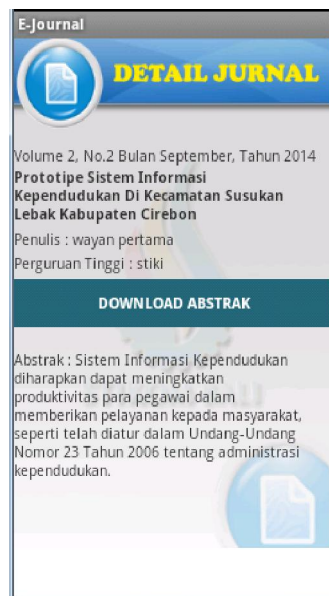 E-Journal
DETAIL JURNAL
Volume 2, No.2 Bulan September, Tahun 2014
Prototipe Sistem Informasi
Kependudukan Di Kecamatan Susukan
Lebak Kabupaten Cirebon
Penulis : wayan pertama
Perguruan Tinggi : stiki
DOWNLOAD ABSTRAK
Abstrak : Sistem Informasi Kependudukan
diharapkan dapat meningkatkan
produktivitas para pegawai dalam
memberikan pelayanan kepada masyarakat,
seperti telah diatur dalam Undang-Undang
Nomor 23 Tahun 2006 tentang administrasi
kependudukan.